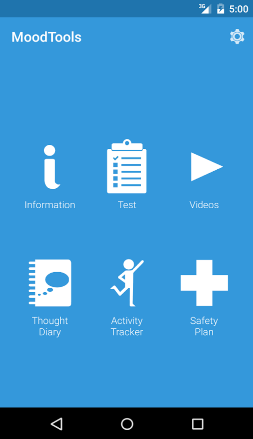 3G 5:00
MoodTools
Information Test Videos
Thought Activity Safety
Diary Tracker Plan